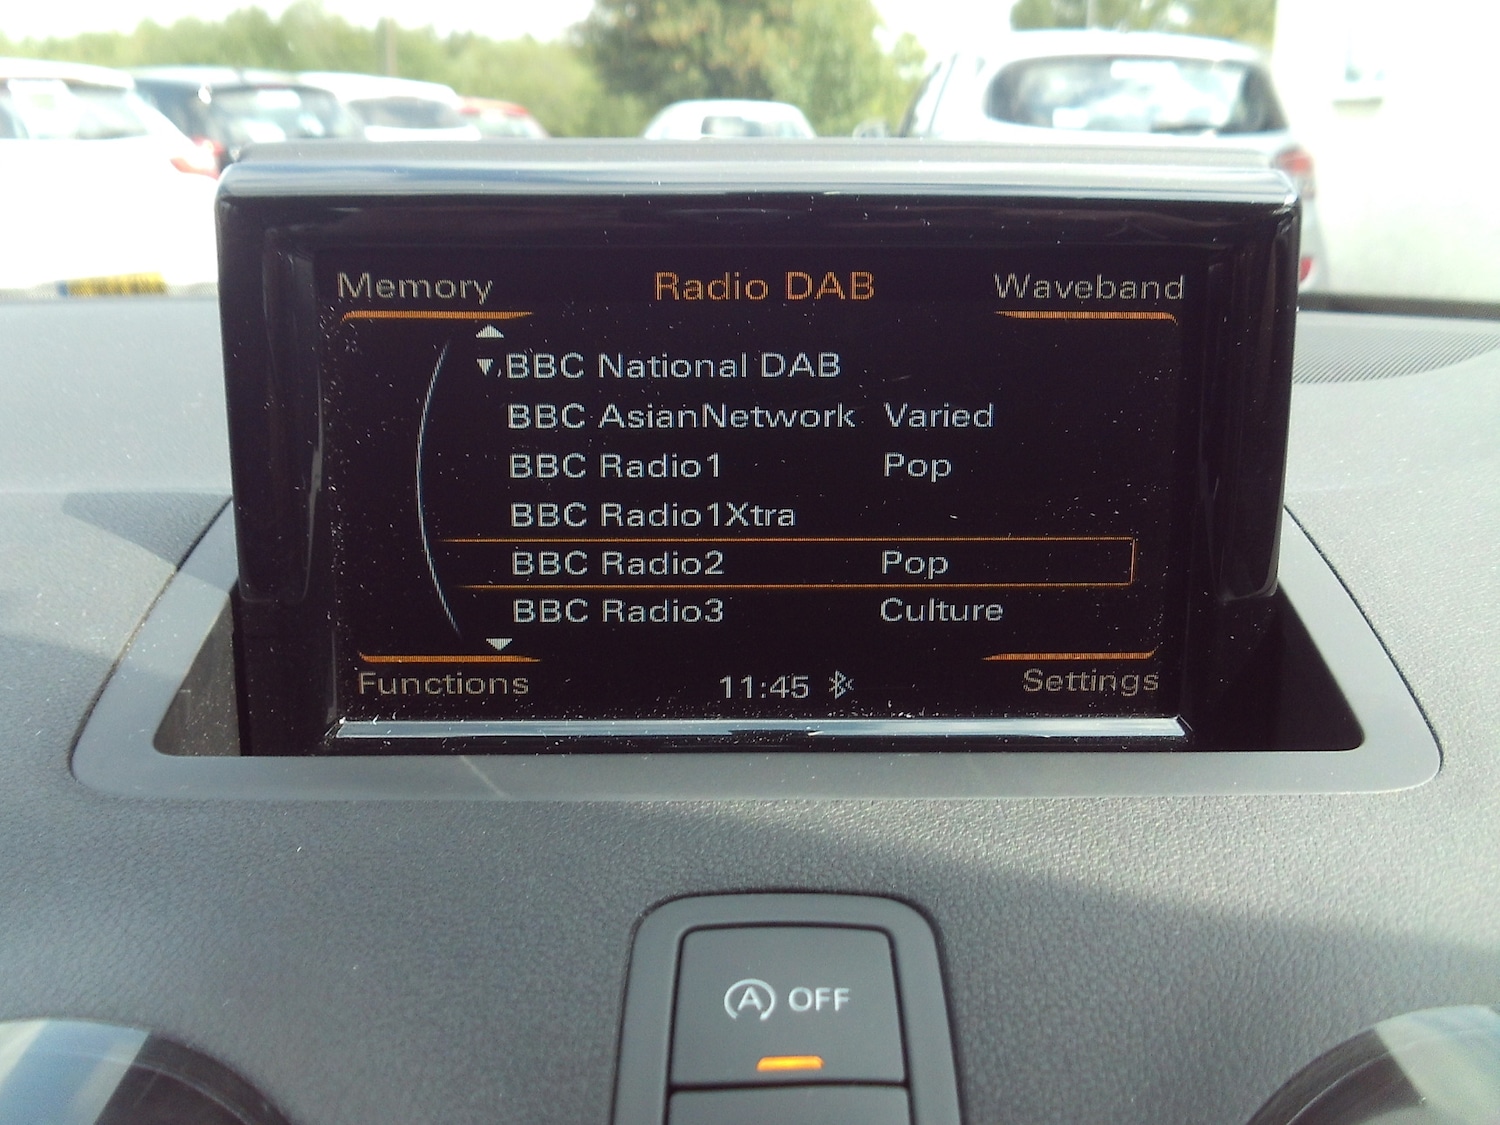 Memory Radio DAB Waveband
BBC National DAB
BBC AsianNetwork Varied
BBC Radio1 Pop
BBC Radio1Xtra
BBC Radio2 Pop
BBC Radio3 Culture
Functions 11:45 Settings
A OFF